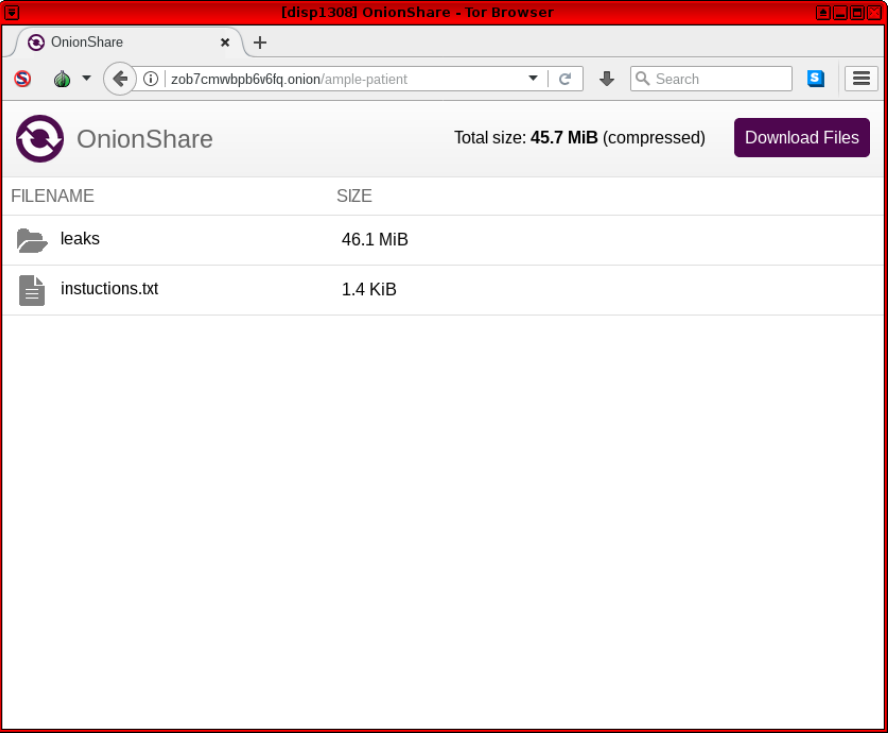 [disp1308] OnionShare - Tor Browser
OnionShare
zob7cmwbpb6v6fq.onion/ample-patient
Search
OnionShare
Total size: 45.7 MiB (compressed)
Download Files
FILENAME SIZE
leaks 46.1 MiB
instuctions.txt 1.4 KiB